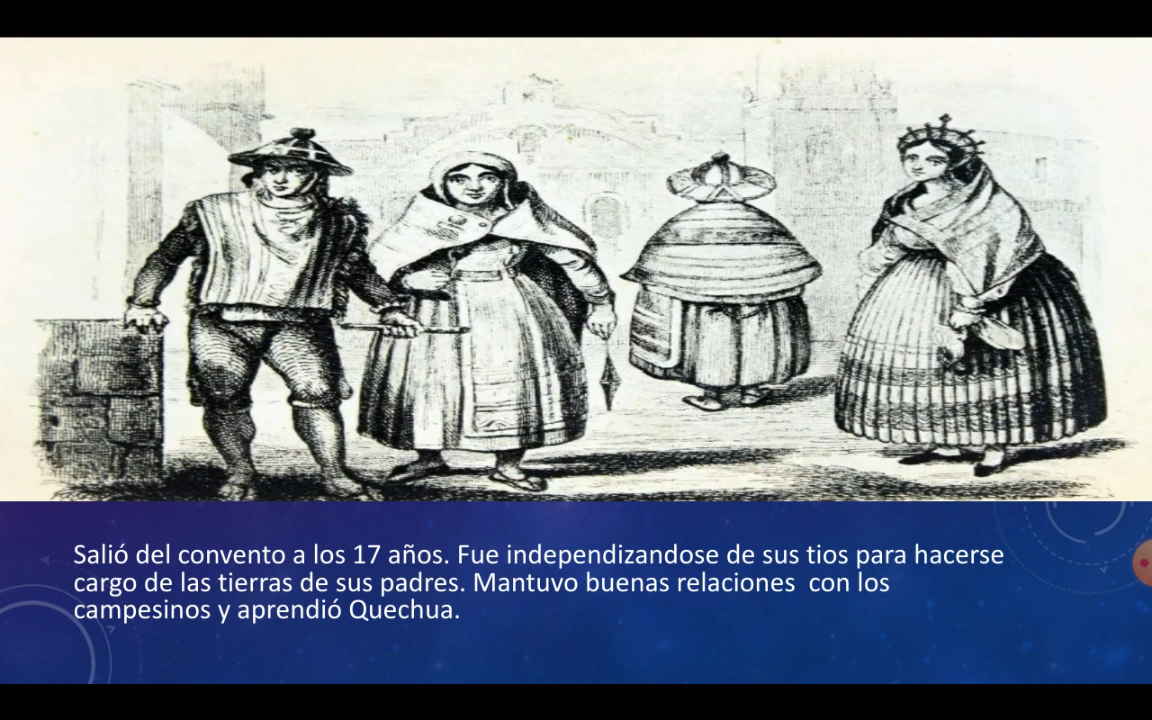 Salió del convento a los 17 años. Fue independizandose de sus tios para hacerse
cargo de las tierras de sus padres. Mantuvo buenas relaciones  con los
campesinos y aprendió Quechua.